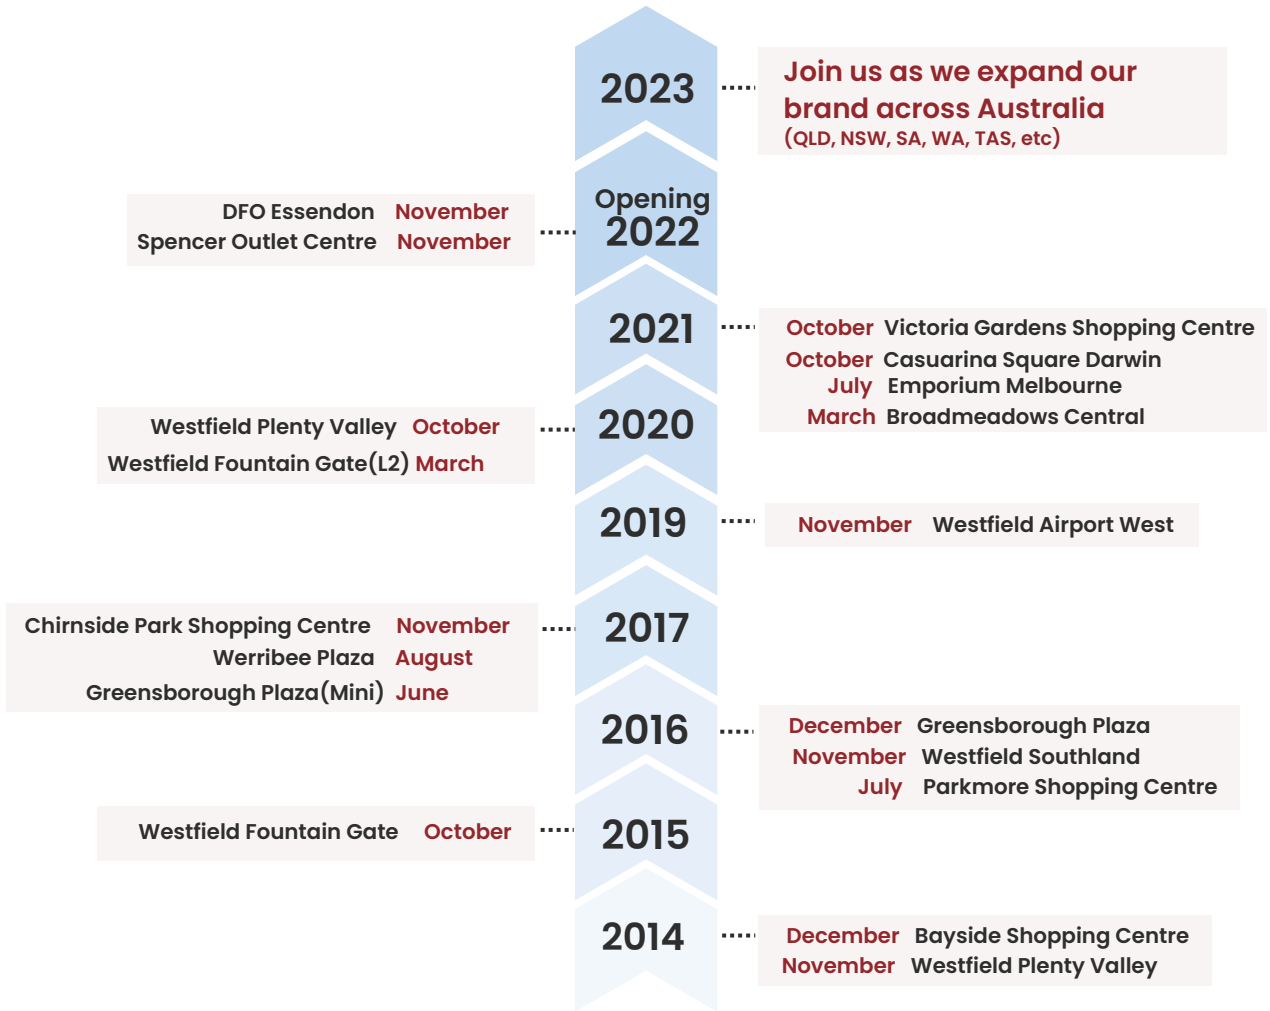 2023
Join us as we expand our
brand across Australia
(QLD, NSW, SA, WA, TAS, etc)
Opening
2022
DFO Essendon November
Spencer Outlet Centre November
2021
October Victoria Gardens Shopping Centre
October Casuarina Square Darwin
July Emporium Melbourne
March Broadmeadows Central
2020
Westfield Plenty Valley October
Westfield Fountain Gate(L2) March
2019
November Westfield Airport West
2017
Chirnside Park Shopping Centre November
Werribee Plaza August
Greensborough Plaza(Mini) June
2016
December Greensborough Plaza
November Westfield Southland
July Parkmore Shopping Centre
2015
Westfield Fountain Gate October
2014
December Bayside Shopping Centre
November Westfield Plenty Valley